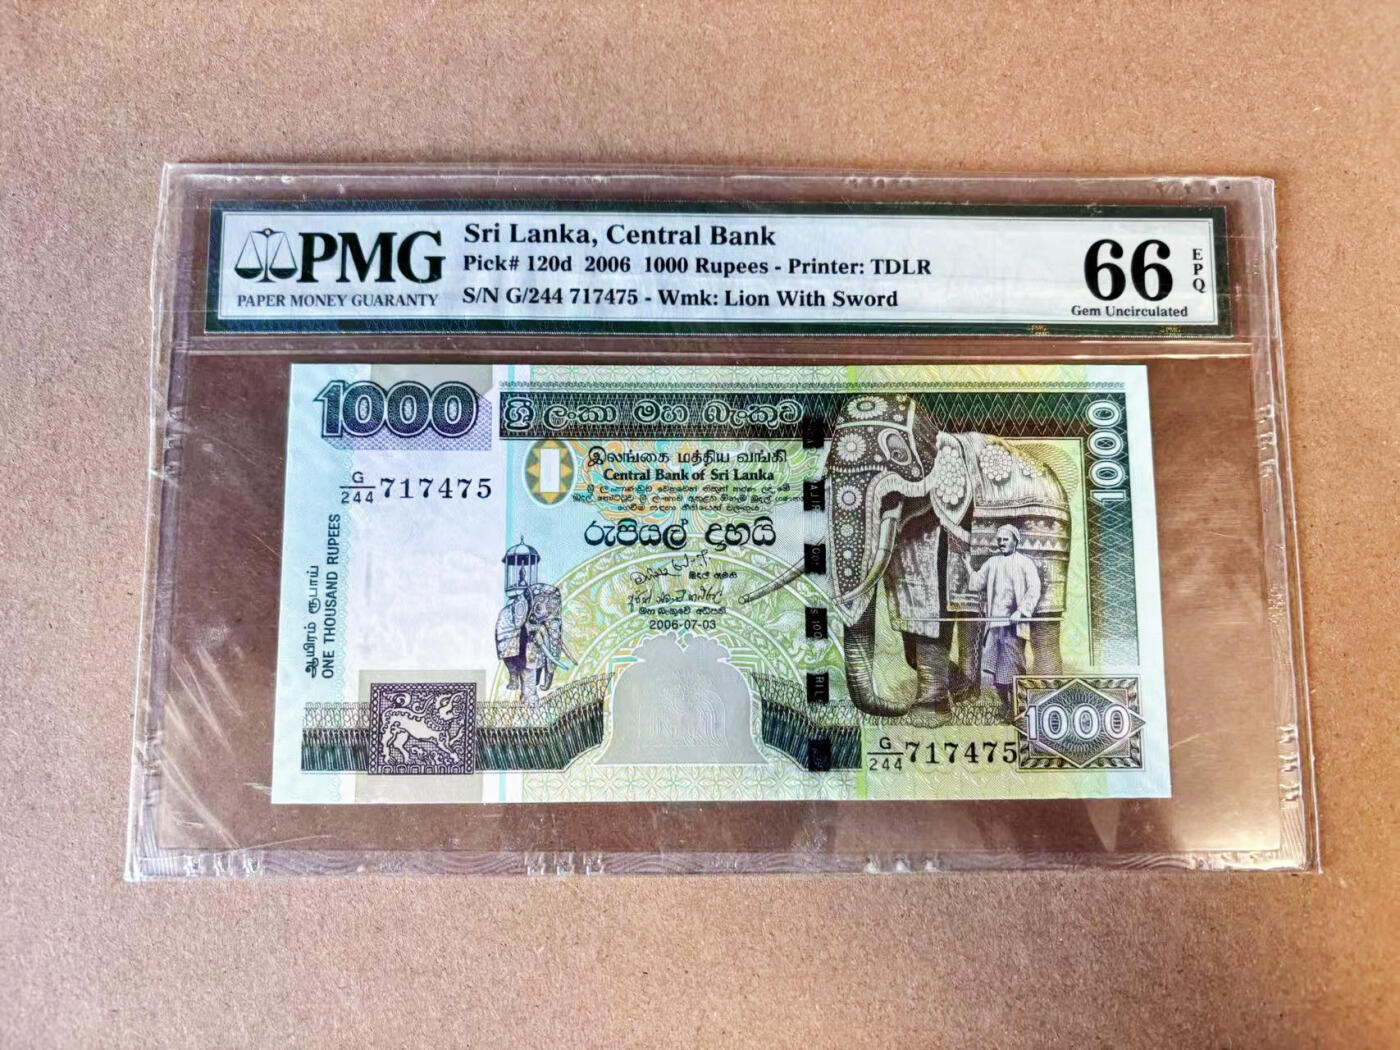 PMG
PAPER MONEY GUARANTY
Sri Lanka, Central Bank
Pick# 120d 2006 1000 Rupees - Printer: TDLR
S/N G/244 717475 - Wmk: Lion With Sword
66
EPQ
Gem Uncirculated
1000
ශ්‍රී ලංකා මහ බැංකුව
இலங்கை மத்திய வங்கி
Central Bank of Sri Lanka
G/244 717475
රුපියල් දාහයි
ஆயிரம் ரூபாய்
ONE THOUSAND RUPEES
2006-07-03
1000
G/244 717475
1000